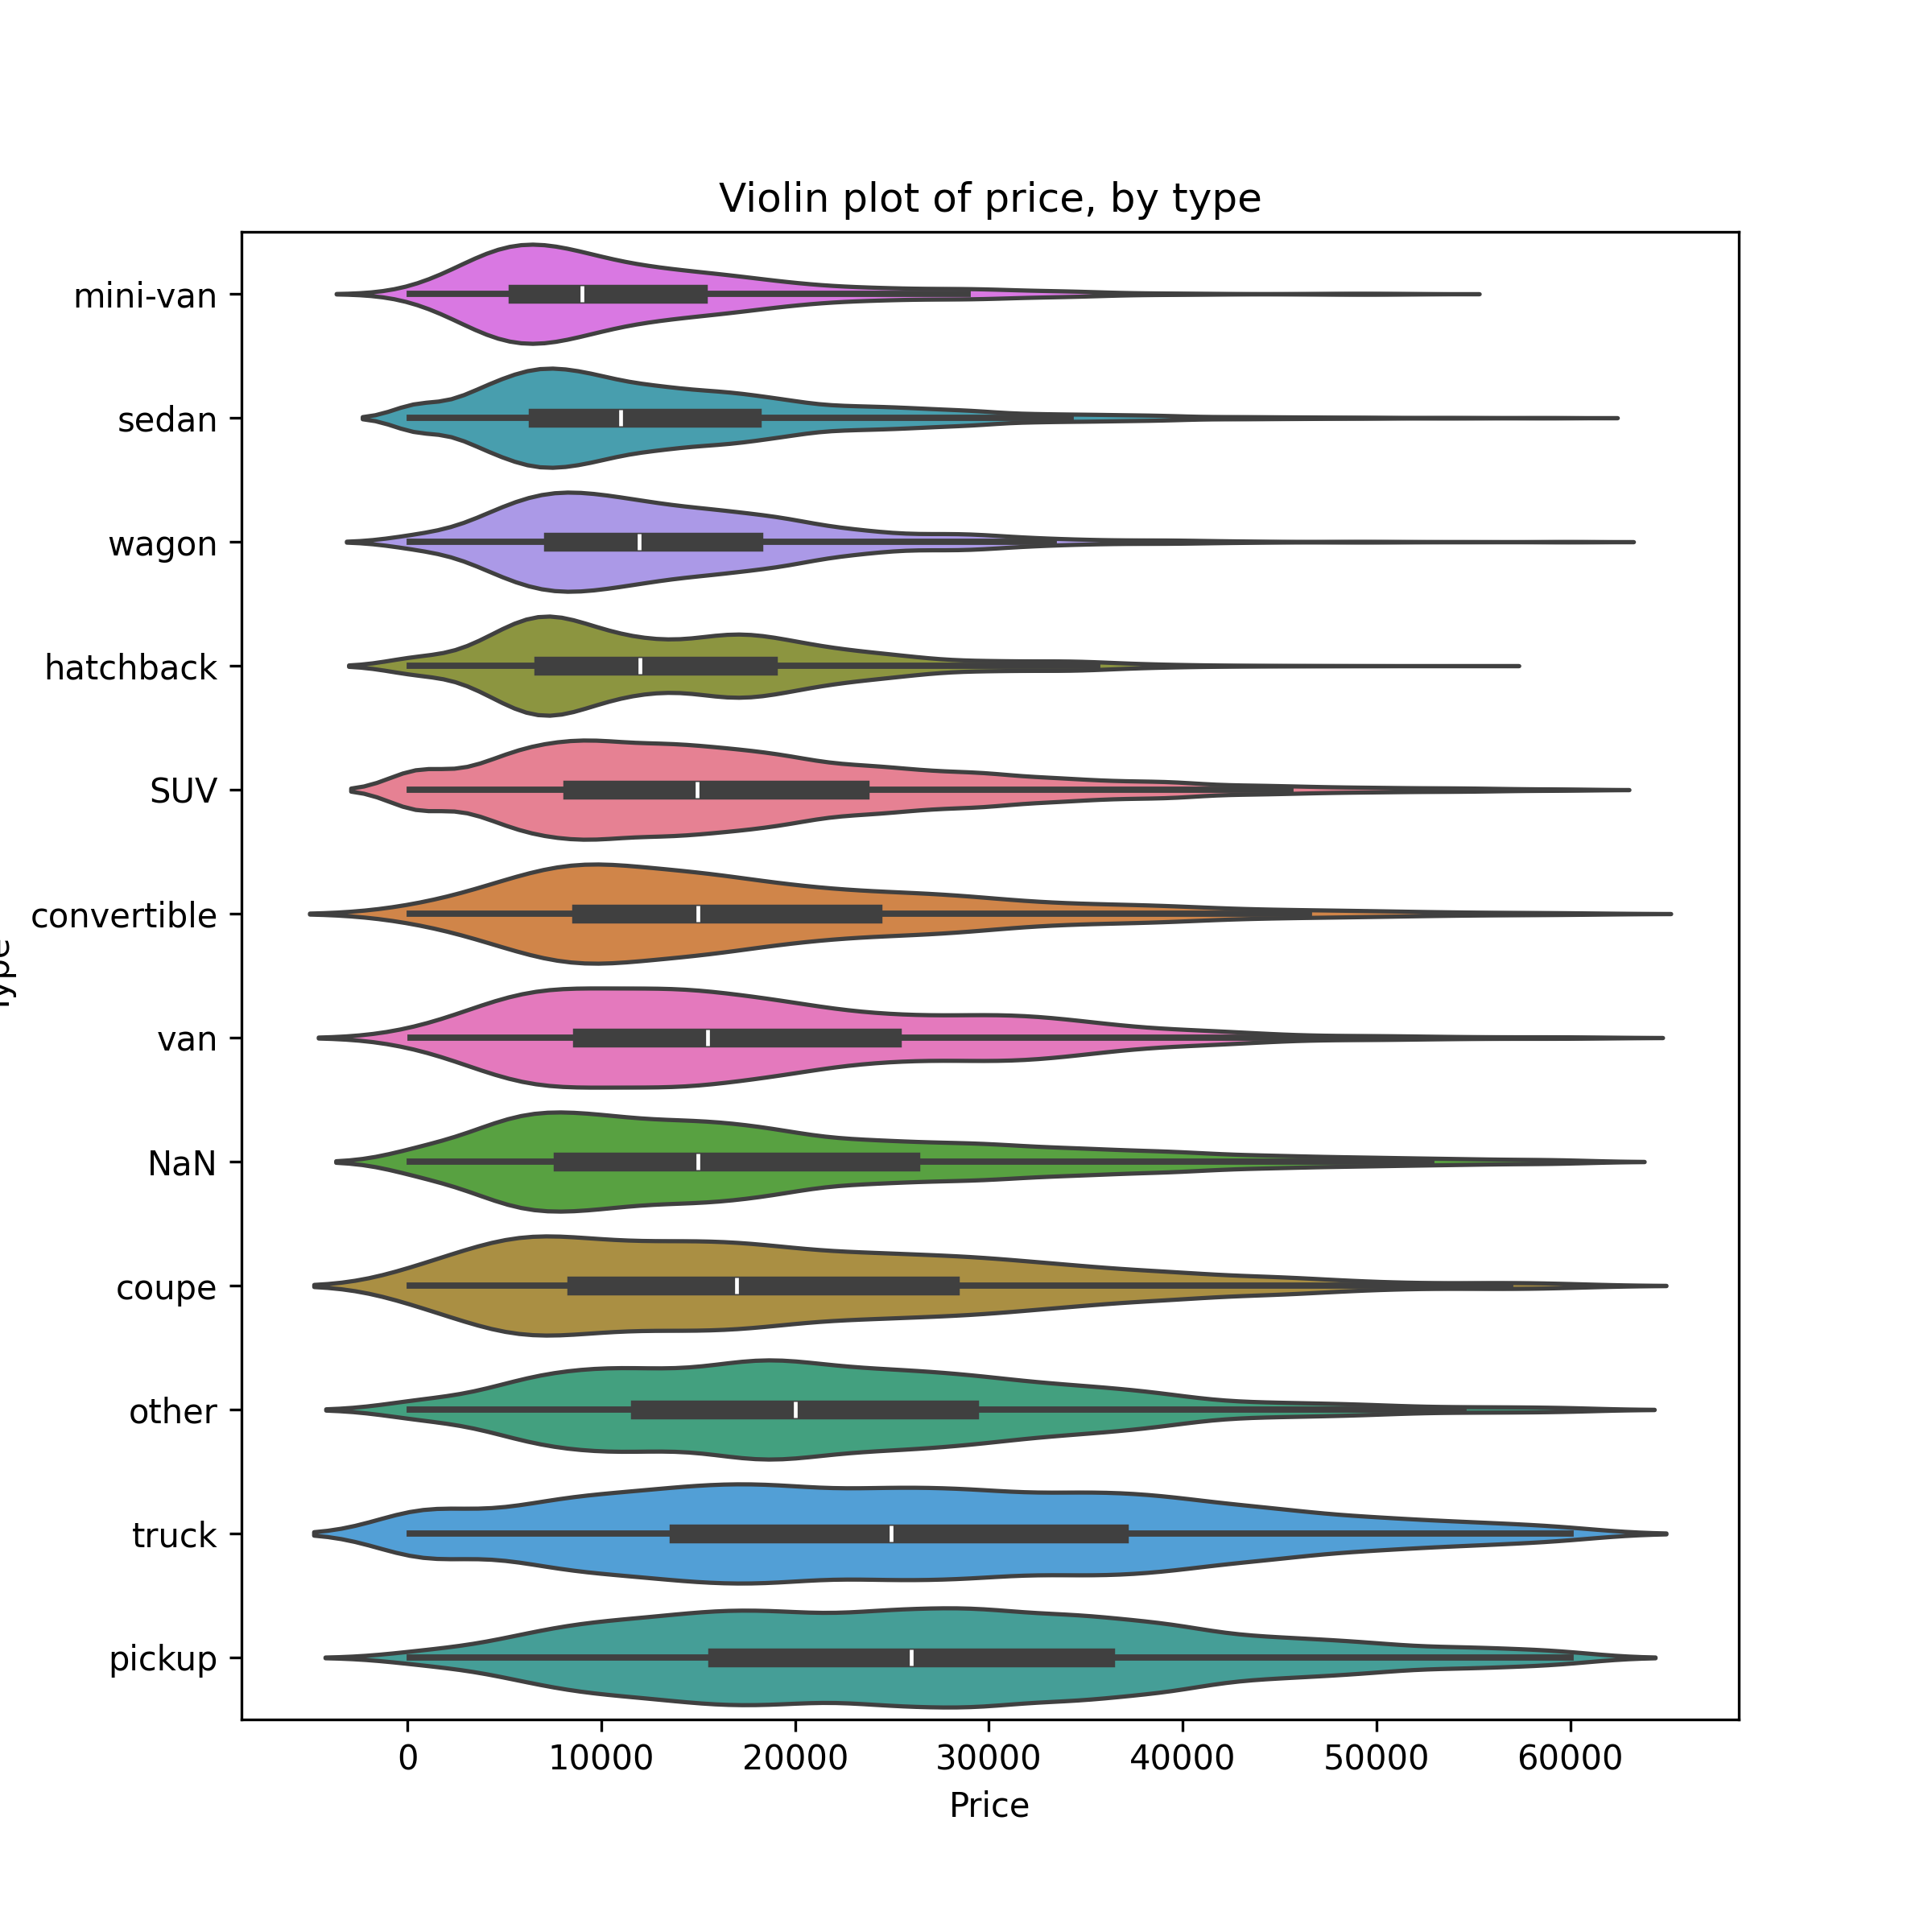 Violin plot of price, by type
mini-van
sedan
wagon
hatchback
SUV
convertible
van
NaN
coupe
other
truck
pickup
0 10000 20000 30000 40000 50000 60000
Price